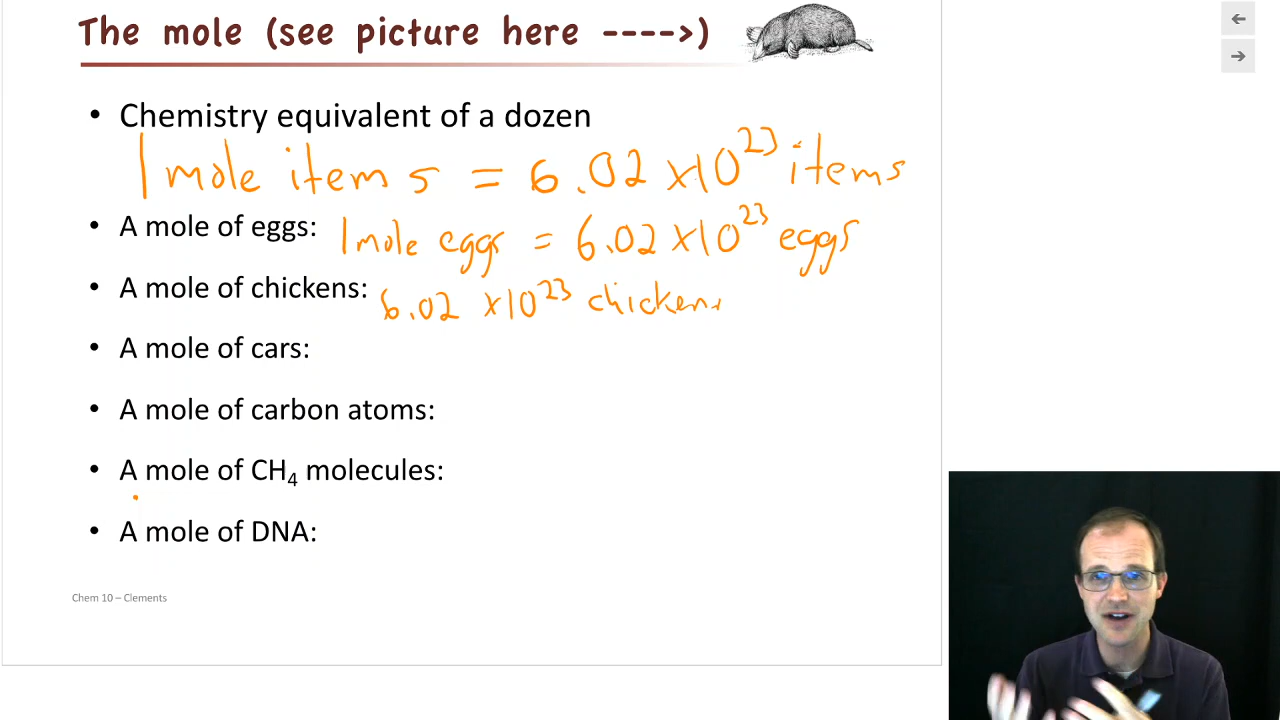 The mole (see picture here ---->)
• Chemistry equivalent of a dozen
1 mole items = 6.02 x10^23 items
• A mole of eggs: 1 mole eggs = 6.02 x10^23 eggs
• A mole of chickens: 6.02 x10^23 chickens
• A mole of cars:
• A mole of carbon atoms:
• A mole of CH₄ molecules:
• A mole of DNA:
Chem 10 – Clements